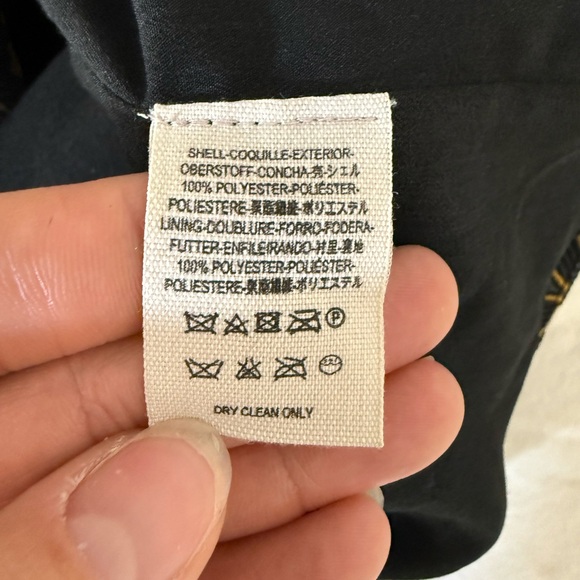 SHELL-COQUILLE-EXTERIOR-
OBERSTOFF-CONCHA-売-シェル
100% POLYESTER-POLIÉSTER-
POLIESTERE-聚酯纖維-ポリエステル
LINING-DOUBLURE-FORRO-FODERA-
FUTTER-ENFILEIRANDO-衬里-裏地
100% POLYESTER-POLIÉSTER-
POLIESTERE-聚酯纖維-ポリエステル
P
DRY CLEAN ONLY